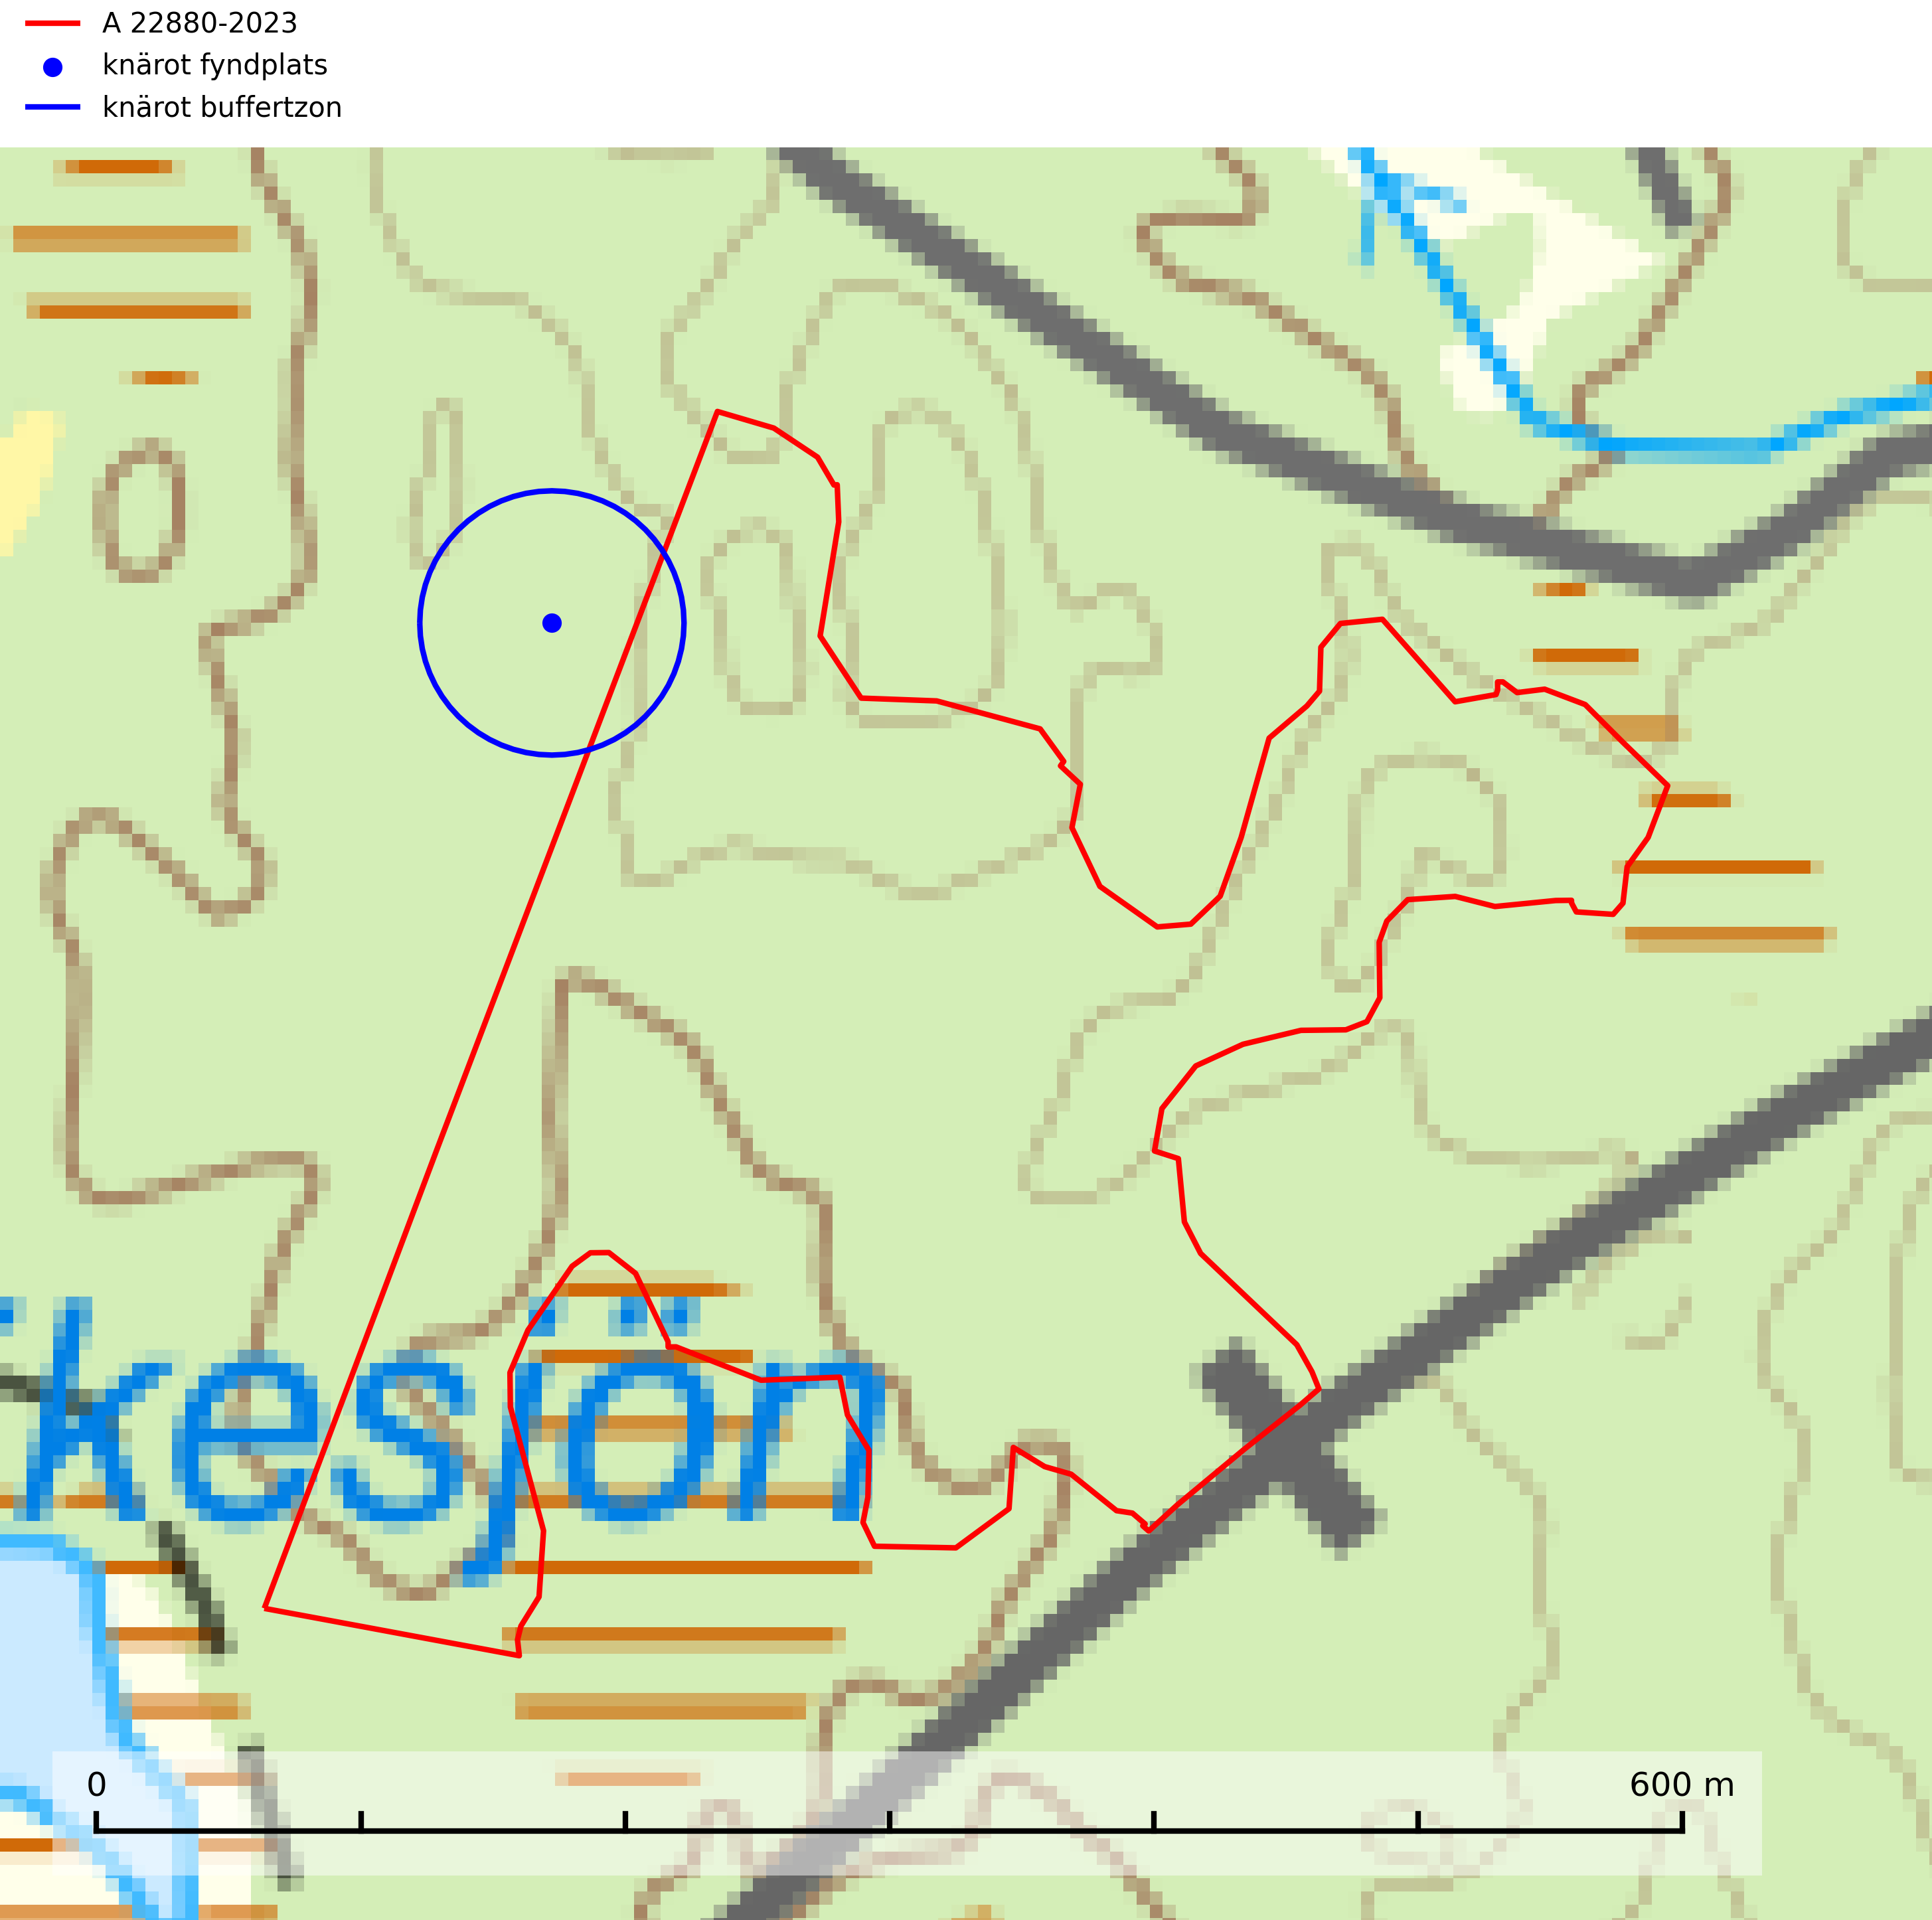 A 22880-2023
knärot fyndplats
knärot buffertzon
kesjön
0 600 m